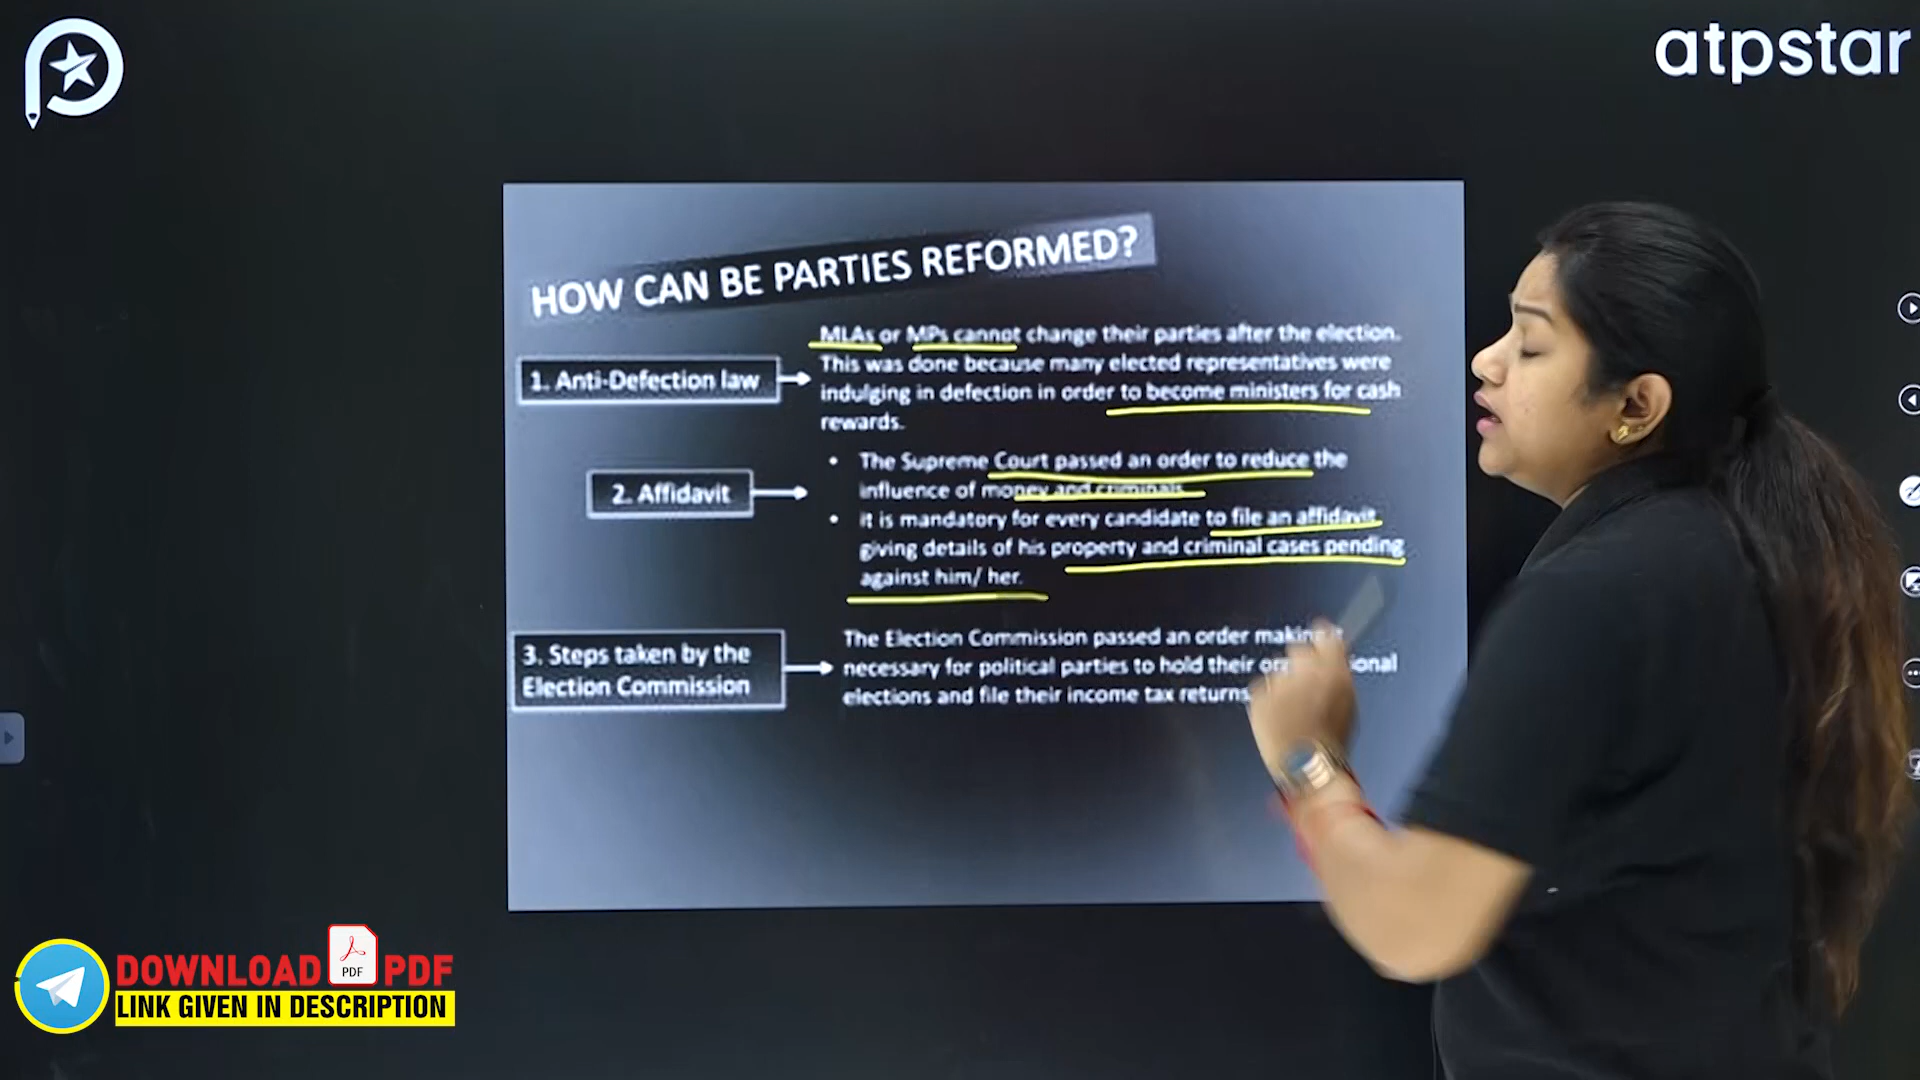 atpstar
HOW CAN BE PARTIES REFORMED?
MLAs or MPs cannot change their parties after the election.
1. Anti-Defection law
This was done because many elected representatives were
indulging in defection in order to become ministers for cash
rewards.
2. Affidavit
• The Supreme Court passed an order to reduce the
influence of money and criminals.
• it is mandatory for every candidate to file an affidavit
giving details of his property and criminal cases pending
against him/ her.
3. Steps taken by the
Election Commission
The Election Commission passed an order making it
necessary for political parties to hold their
elections and file their income tax returns
DOWNLOAD PDF PDF
LINK GIVEN IN DESCRIPTION